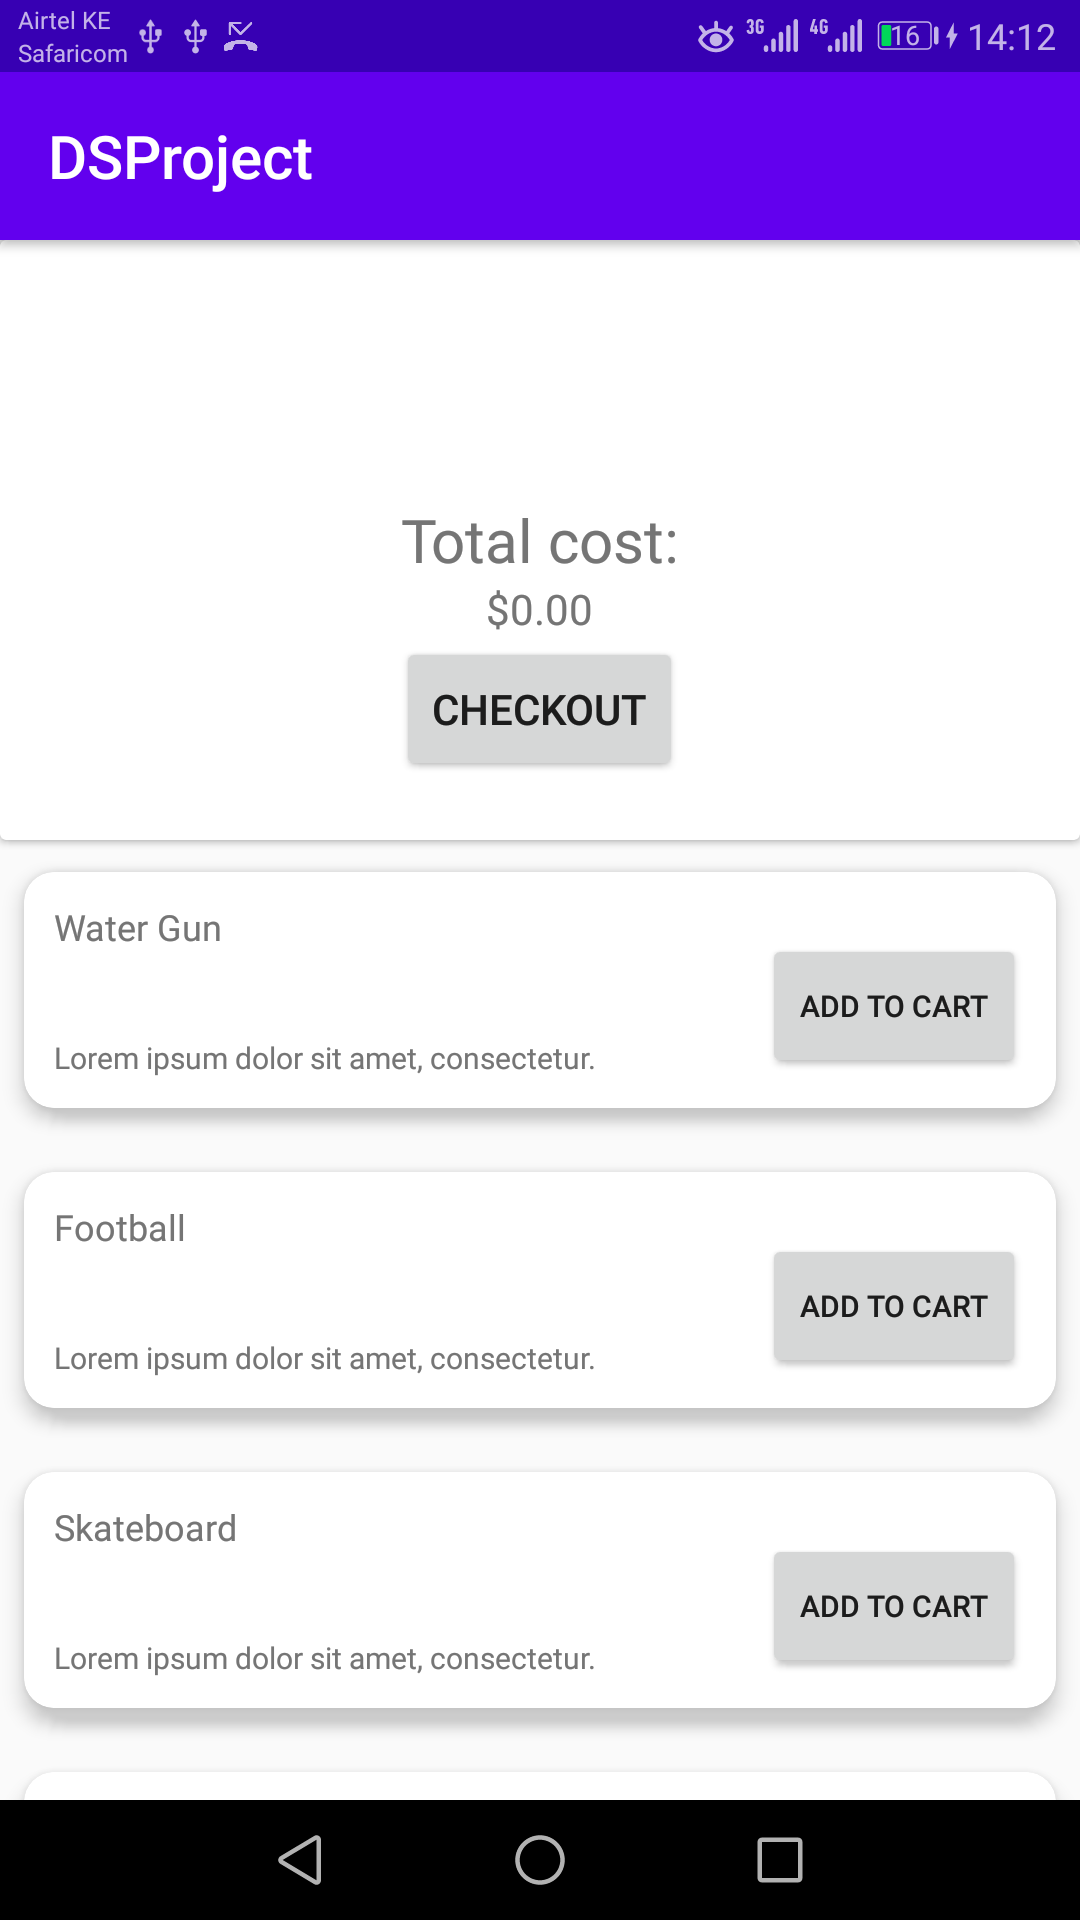 Airtel KE
Safaricom
3G 4G 16 14:12
DSProject
Total cost:
$0.00
CHECKOUT
Water Gun
ADD TO CART
Lorem ipsum dolor sit amet, consectetur.
Football
ADD TO CART
Lorem ipsum dolor sit amet, consectetur.
Skateboard
ADD TO CART
Lorem ipsum dolor sit amet, consectetur.